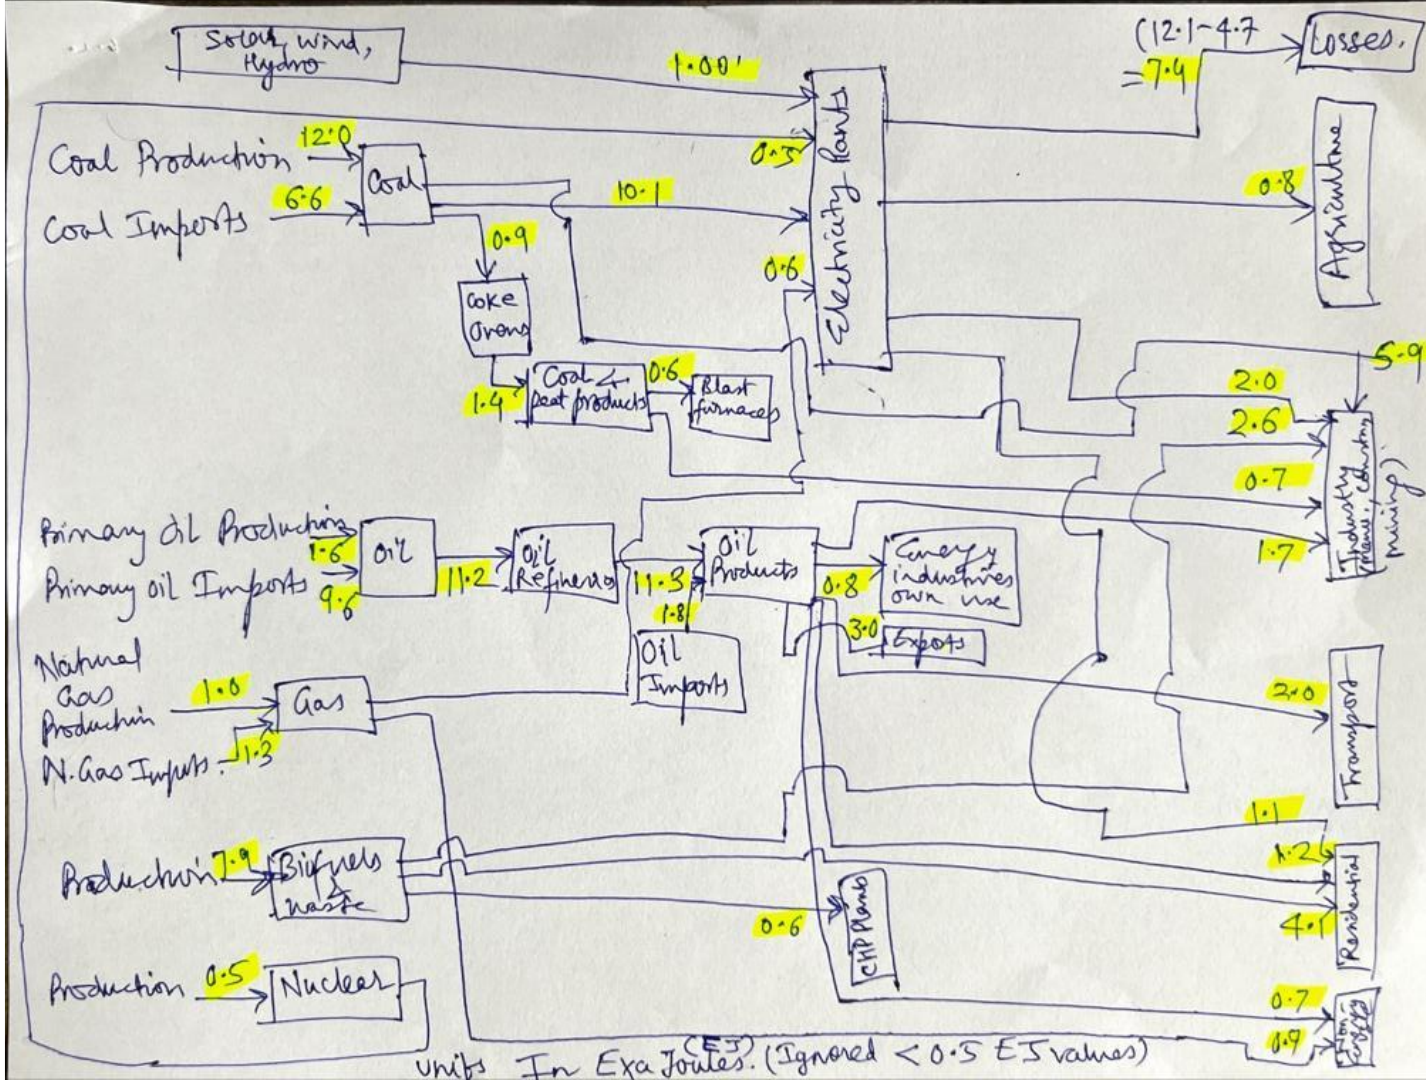 Solar, Wind,
Hydro
1.00
(12.1-4.7
=7.4
Losses.
Coal Production
12.0
Coal Imports
6.6
Coal
10.1
0.5
Electricity Plants
0.8
Agriculture
0.9
0.6
Coke
Ovens
1.4
Coal &
Peat products
0.6
Blast
furnaces
5.9
2.0
2.6
0.7
1.7
Industry
mining)
Primary Oil Production
1.6
Primary oil Imports
9.6
Oil
11.2
Oil
Refineries
11.3
1.8
Oil
Products
0.8
Energy
industries
own use
3.0
Exports
Oil
Imports
Natural
Gas
Production
1.0
N. Gas Imports
1.3
Gas
2.0
Transport
1.1
1.2
4.1
Residential
Production
7.9
Biofuels
&
waste
0.6
CHP Plants
Production
0.5
Nuclear
0.7
0.9
Non-
units In Exa Joules. (EJ) (Ignored < 0.5 EJ values)